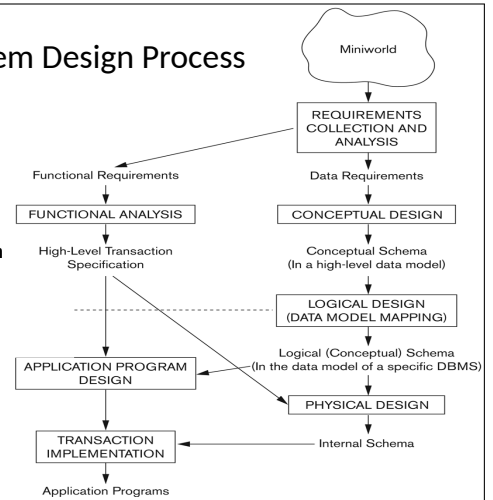 em Design Process
Miniworld
REQUIREMENTS
COLLECTION AND
ANALYSIS
Functional Requirements
Data Requirements
FUNCTIONAL ANALYSIS
CONCEPTUAL DESIGN
High-Level Transaction
Specification
Conceptual Schema
(In a high-level data model)
LOGICAL DESIGN
(DATA MODEL MAPPING)
Logical (Conceptual) Schema
(In the data model of a specific DBMS)
APPLICATION PROGRAM
DESIGN
PHYSICAL DESIGN
Internal Schema
TRANSACTION
IMPLEMENTATION
Application Programs